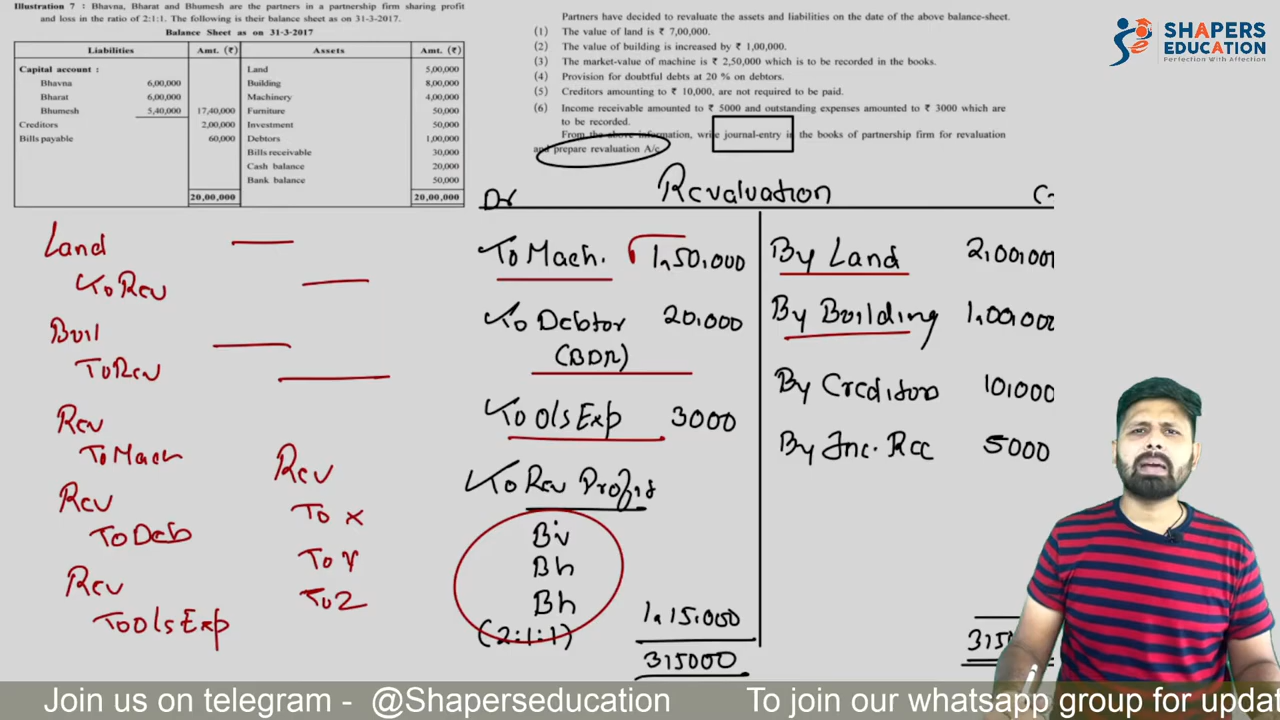 Illustration 7 : Bhavna, Bharat and Bhumesh are the partners in a partnership firm sharing profit
and loss in the ratio of 2:1:1. The following is their balance sheet as on 31-3-2017.
Balance Sheet as on 31-3-2017
Liabilities Amt. (₹) Assets Amt. (₹)
Capital account : Land 5,00,000
Bhavna 6,00,000 Building 8,00,000
Bharat 6,00,000 Machinery 4,00,000
Bhumesh 5,40,000 17,40,000 Furniture 50,000
Creditors 2,00,000 Investment 50,000
Bills payable 60,000 Debtors 1,00,000
Bills receivable 30,000
Cash balance 20,000
Bank balance 50,000
20,00,000 20,00,000
Partners have decided to revaluate the assets and liabilities on the date of the above balance-sheet.
(1) The value of land is ₹ 7,00,000.
(2) The value of building is increased by ₹ 1,00,000.
(3) The market-value of machine is ₹ 2,50,000 which is to be recorded in the books.
(4) Provision for doubtful debts at 20 % on debtors.
(5) Creditors amounting to ₹ 10,000, are not required to be paid.
(6) Income receivable amounted to ₹ 5000 and outstanding expenses amounted to ₹ 3000 which are
to be recorded.
From the above information, write journal-entry in the books of partnership firm for revaluation
and prepare revaluation A/c.
SHAPERS
EDUCATION
Perfection With Affection
Land
To Rev
Buil
To Rev
Rev
To Mach
Rev
To Deb
Rev
To O/s Exp
Rev
To X
To Y
To Z
Dr Revaluation C
To Mach. 1,50,000 By Land 2,00,000
To Debtor 20,000 By Building 1,00,000
(BDR)
To O/s Exp 3000 By Creditors 10,000
To Rev Profit By Inc. Rec 5000
Bv
Bh
Bh
(2:1:1) 1,15,000
315000 315
Join us on telegram - @Shaperseducation To join our whatsapp group for updat